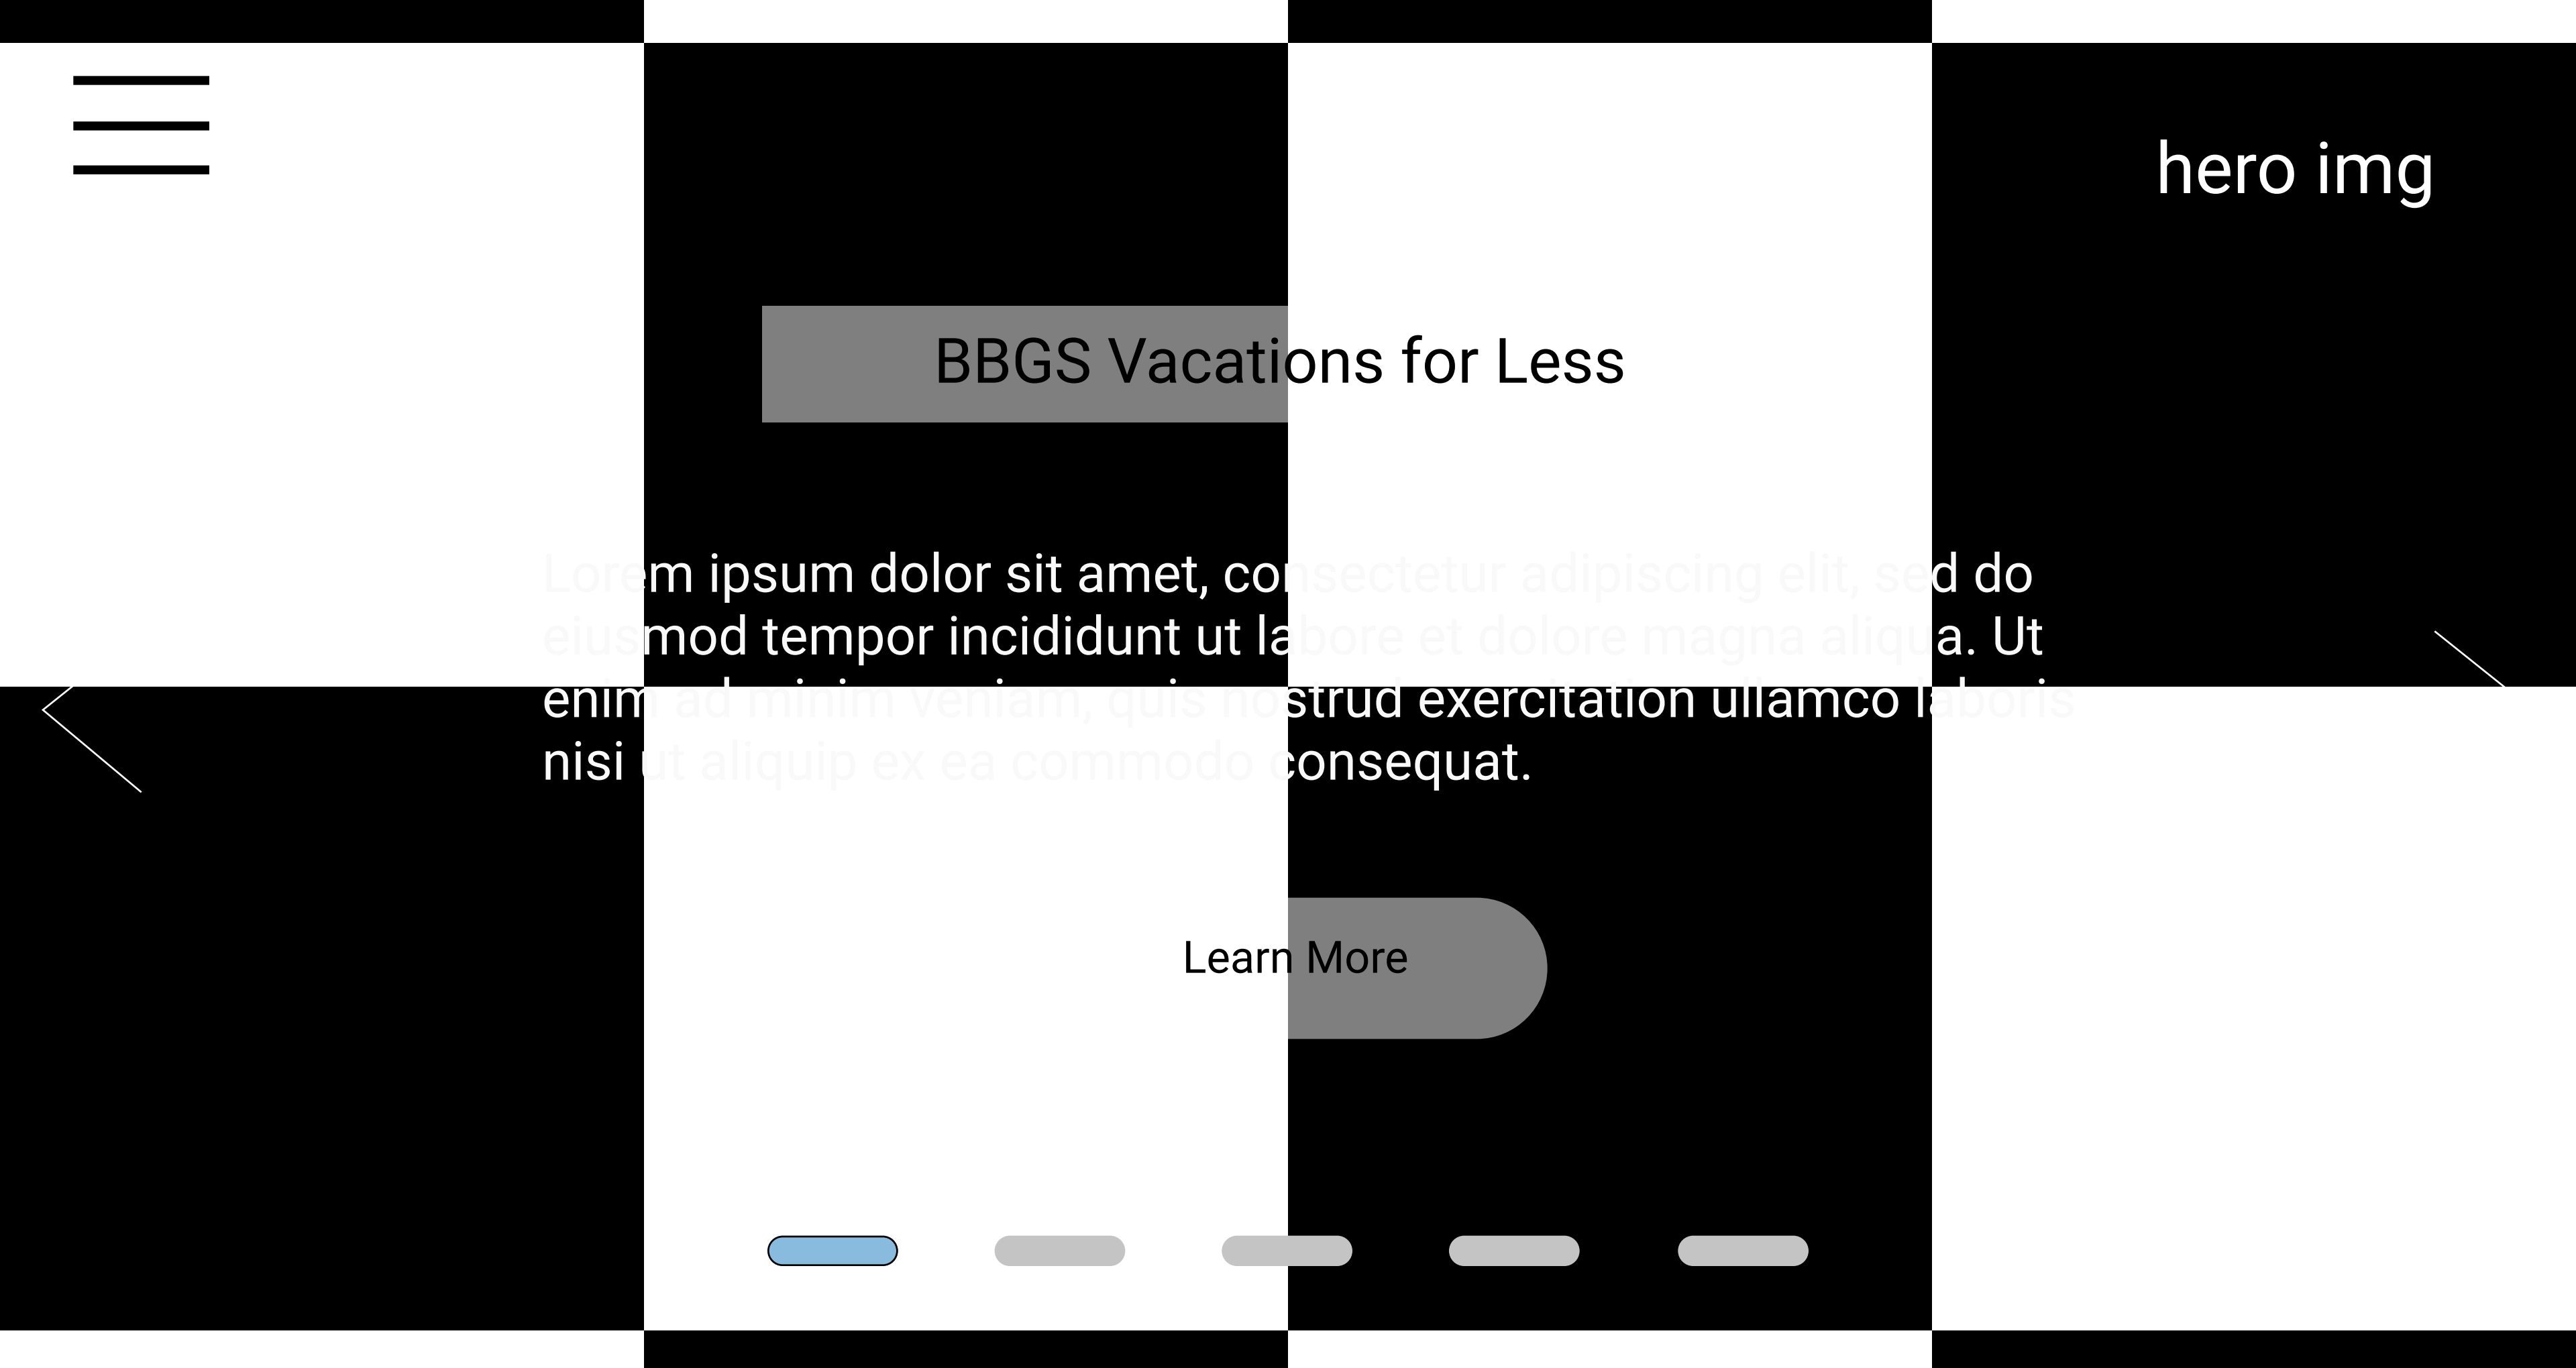 hero img
BBGS Vacations for Less
Lorem ipsum dolor sit amet, consectetur adipiscing elit, sed do
eiusmod tempor incididunt ut labore et dolore magna aliqua. Ut
enim ad minim veniam, quis nostrud exercitation ullamco laboris
nisi ut aliquip ex ea commodo consequat.
Learn More